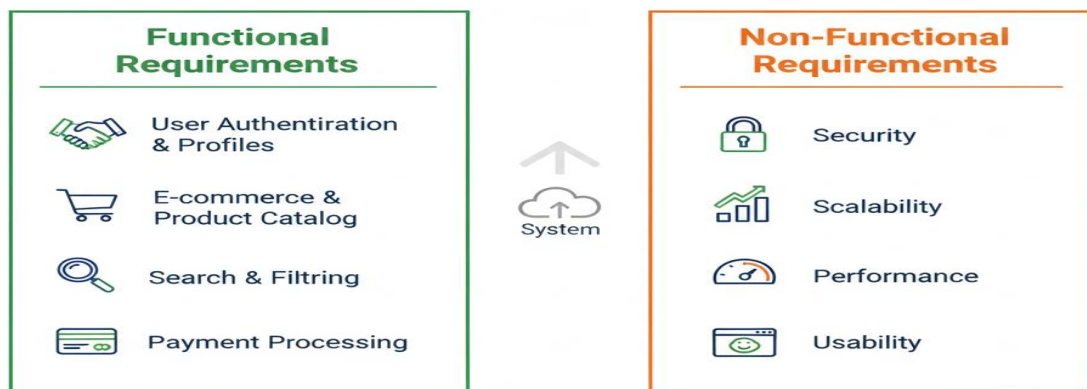 Functional
Requirements
User Authentiration
& Profiles
E-commerce &
Product Catalog
Search & Filtring
Payment Processing
System
Non-Functional
Requirements
Security
Scalability
Performance
Usability